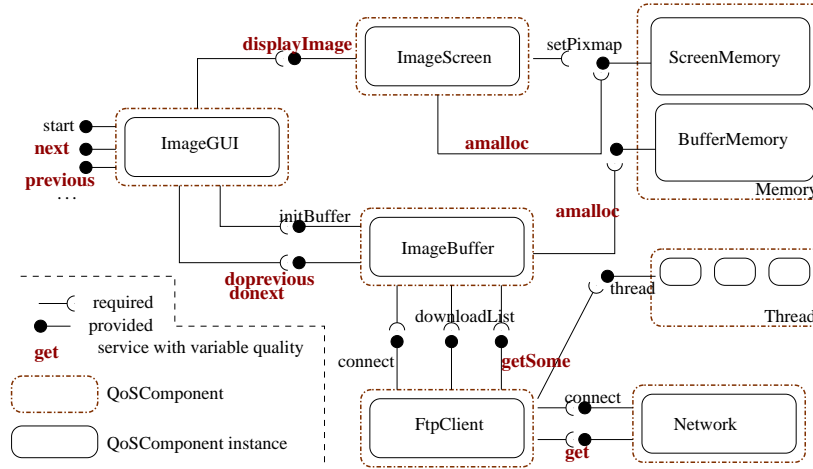 displayImage
ImageScreen
setPixmap
ScreenMemory
start
next
previous
...
ImageGUI
amalloc
BufferMemory
Memory
amalloc
initBuffer
ImageBuffer
doprevious
donext
thread
Thread
required
provided
get
service with variable quality
connect
downloadList
getSome
QoSComponent
QoSComponent instance
FtpClient
connect
get
Network